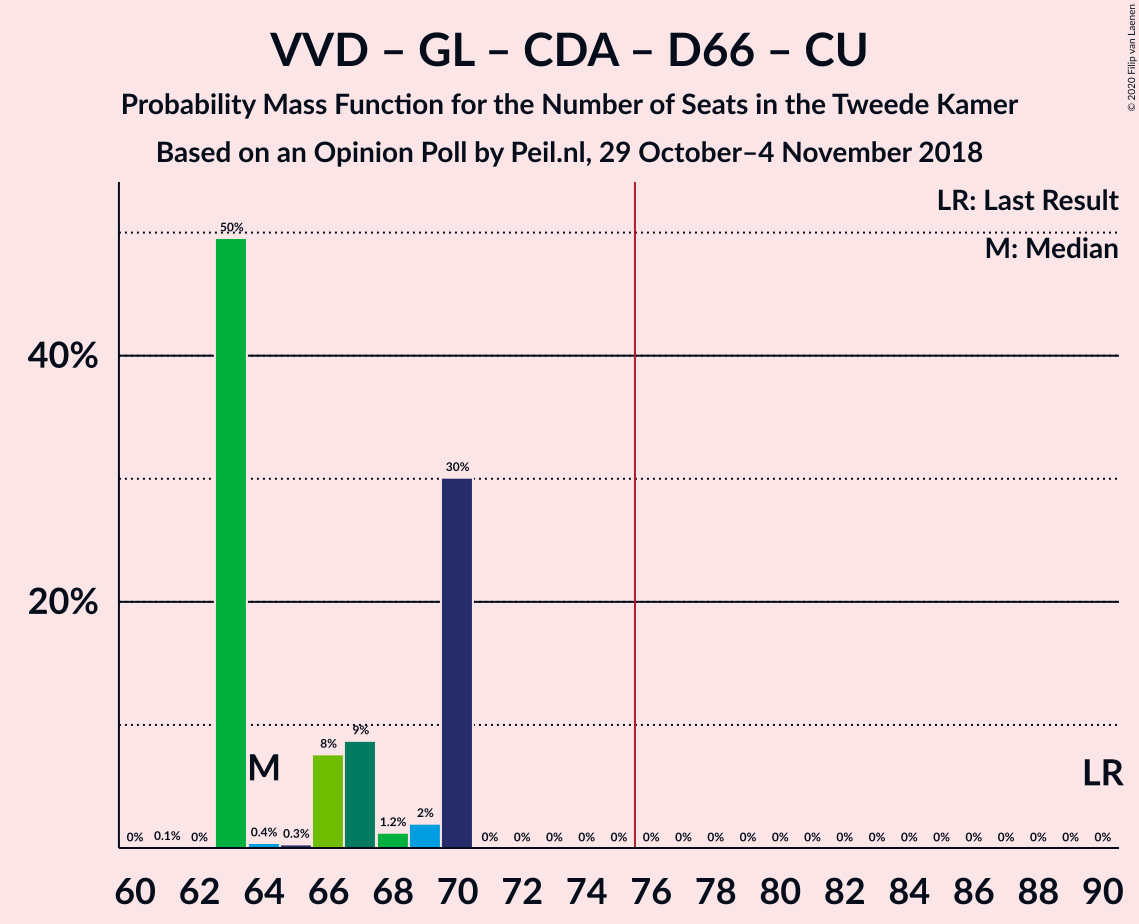 VVD – GL – CDA – D66 – CU
Probability Mass Function for the Number of Seats in the Tweede Kamer
Based on an Opinion Poll by Peil.nl, 29 October–4 November 2018
© 2020 Filip van Laenen
LR: Last Result
M: Median
50%
40%
30%
20%
9%
8%
M
LR
2%
1.2%
0% 0.1% 0% 0.4% 0.3% 0% 0% 0% 0% 0% 0% 0% 0% 0% 0% 0% 0% 0% 0% 0% 0% 0% 0% 0% 0%
60 62 64 66 68 70 72 74 76 78 80 82 84 86 88 90